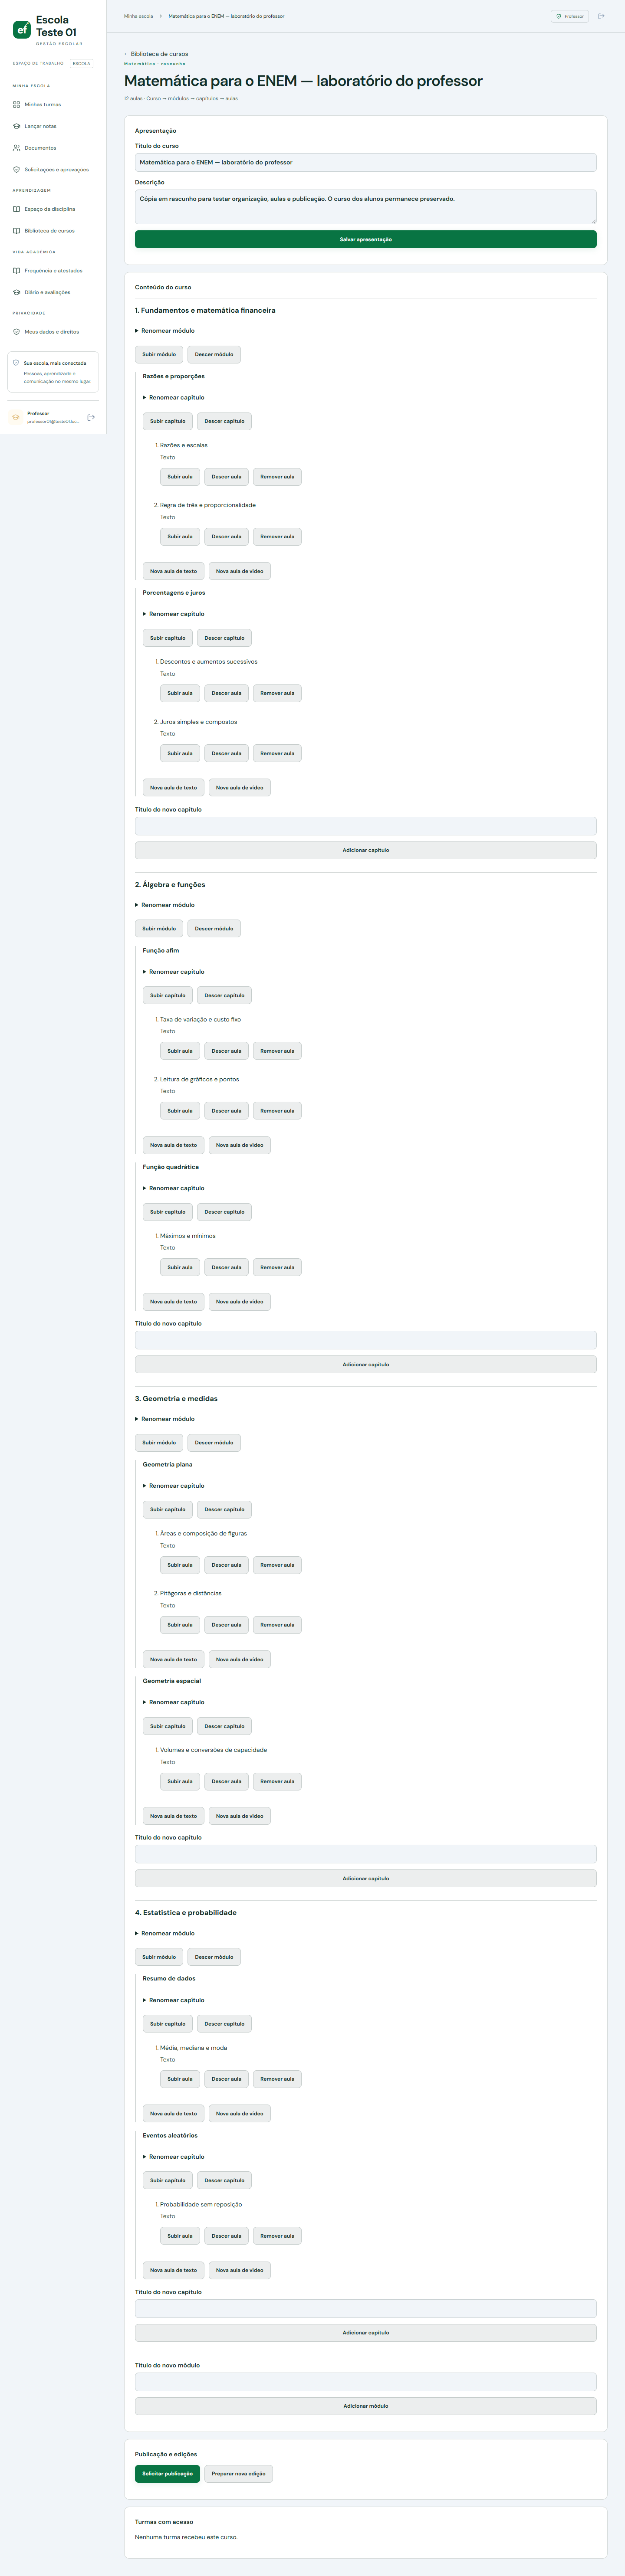 ef
Escola
Teste 01
GESTÃO ESCOLAR
ESPAÇO DE TRABALHO
ESCOLA
MINHA ESCOLA
Minhas turmas
Lançar notas
Documentos
Solicitações e aprovações
APRENDIZAGEM
Espaço da disciplina
Biblioteca de cursos
VIDA ACADÊMICA
Frequência e atestados
Diário e avaliações
PRIVACIDADE
Meus dados e direitos
Sua escola, mais conectada
Pessoas, aprendizado e
comunicação no mesmo lugar.
Professor
Minha escola > Matemática para o ENEM — laboratório do professor
Professor
← Biblioteca de cursos
Matemática · rascunho
Matemática para o ENEM — laboratório do professor
12 aulas · Curso → módulos → capítulos → aulas
Apresentação
Título do curso
Matemática para o ENEM — laboratório do professor
Descrição
Cópia em rascunho para testar organização, aulas e publicação. O curso dos alunos permanece preservado.
Salvar apresentação
Conteúdo do curso
1. Fundamentos e matemática financeira
Renomear módulo
Subir módulo Descer módulo
Razões e proporções
Renomear capítulo
Subir capítulo Descer capítulo
1. Razões e escalas
Texto
Subir aula Descer aula Remover aula
2. Regra de três e proporcionalidade
Texto
Subir aula Descer aula Remover aula
Nova aula de texto Nova aula de vídeo
Porcentagens e juros
Renomear capítulo
Subir capítulo Descer capítulo
1. Descontos e aumentos sucessivos
Texto
Subir aula Descer aula Remover aula
2. Juros simples e compostos
Texto
Subir aula Descer aula Remover aula
Nova aula de texto Nova aula de vídeo
Título do novo capítulo
Adicionar capítulo
2. Álgebra e funções
Renomear módulo
Subir módulo Descer módulo
Função afim
Renomear capítulo
Subir capítulo Descer capítulo
1. Taxa de variação e custo fixo
Texto
Subir aula Descer aula Remover aula
2. Leitura de gráficos e pontos
Texto
Subir aula Descer aula Remover aula
Nova aula de texto Nova aula de vídeo
Função quadrática
Renomear capítulo
Subir capítulo Descer capítulo
1. Máximos e mínimos
Texto
Subir aula Descer aula Remover aula
Nova aula de texto Nova aula de vídeo
Título do novo capítulo
Adicionar capítulo
3. Geometria e medidas
Renomear módulo
Subir módulo Descer módulo
Geometria plana
Renomear capítulo
Subir capítulo Descer capítulo
1. Áreas e composição de figuras
Texto
Subir aula Descer aula Remover aula
2. Pitágoras e distâncias
Texto
Subir aula Descer aula Remover aula
Nova aula de texto Nova aula de vídeo
Geometria espacial
Renomear capítulo
Subir capítulo Descer capítulo
1. Volumes e conversões de capacidade
Texto
Subir aula Descer aula Remover aula
Nova aula de texto Nova aula de vídeo
Título do novo capítulo
Adicionar capítulo
4. Estatística e probabilidade
Renomear módulo
Subir módulo Descer módulo
Resumo de dados
Renomear capítulo
Subir capítulo Descer capítulo
1. Média, mediana e moda
Texto
Subir aula Descer aula Remover aula
Nova aula de texto Nova aula de vídeo
Eventos aleatórios
Renomear capítulo
Subir capítulo Descer capítulo
1. Probabilidade sem reposição
Texto
Subir aula Descer aula Remover aula
Nova aula de texto Nova aula de vídeo
Título do novo capítulo
Adicionar capítulo
Título do novo módulo
Adicionar módulo
Publicação e edições
Solicitar publicação Preparar nova edição
Turmas com acesso
Nenhuma turma recebeu este curso.